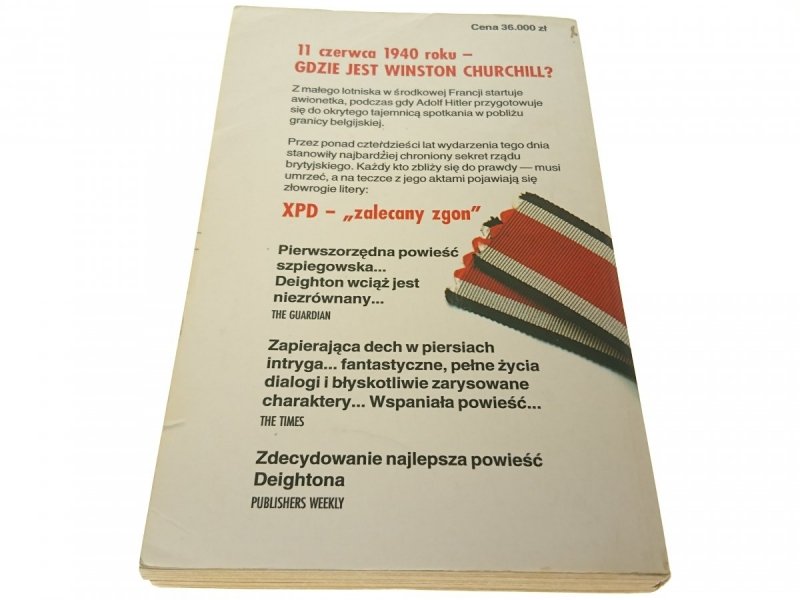 Cena 36.000 zł
11 czerwca 1940 roku –
GDZIE JEST WINSTON CHURCHILL?
Z małego lotniska w środkowej Francji startuje
awionetka, podczas gdy Adolf Hitler przygotowuje
się do okrytego tajemnicą spotkania w pobliżu
granicy belgijskiej.
Przez ponad czterdzieści lat wydarzenia tego dnia
stanowiły najbardziej chroniony sekret rządu
brytyjskiego. Każdy kto zbliży się do prawdy — musi
umrzeć, a na teczce z jego aktami pojawiają się
złowrogie litery:
XPD – „zalecany zgon”
Pierwszorzędna powieść
szpiegowska...
Deighton wciąż jest
niezrównany...
THE GUARDIAN
Zapierająca dech w piersiach
intryga... fantastyczne, pełne życia
dialogi i błyskotliwie zarysowane
charaktery... Wspaniała powieść...
THE TIMES
Zdecydowanie najlepsza powieść
Deightona
PUBLISHERS WEEKLY